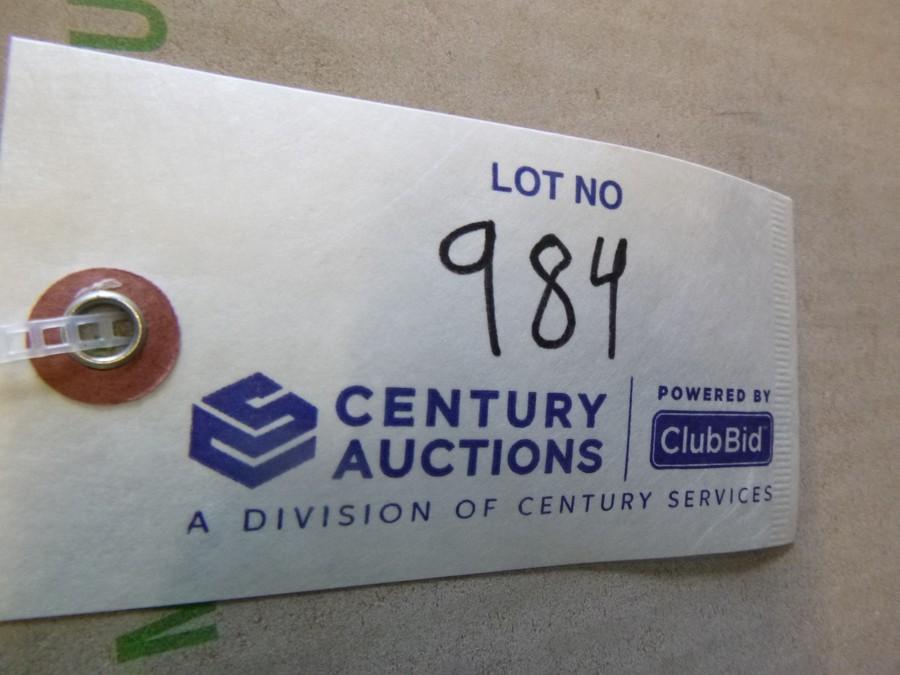 LOT NO
984
CENTURY
AUCTIONS
POWERED BY
ClubBid
A DIVISION OF CENTURY SERVICES